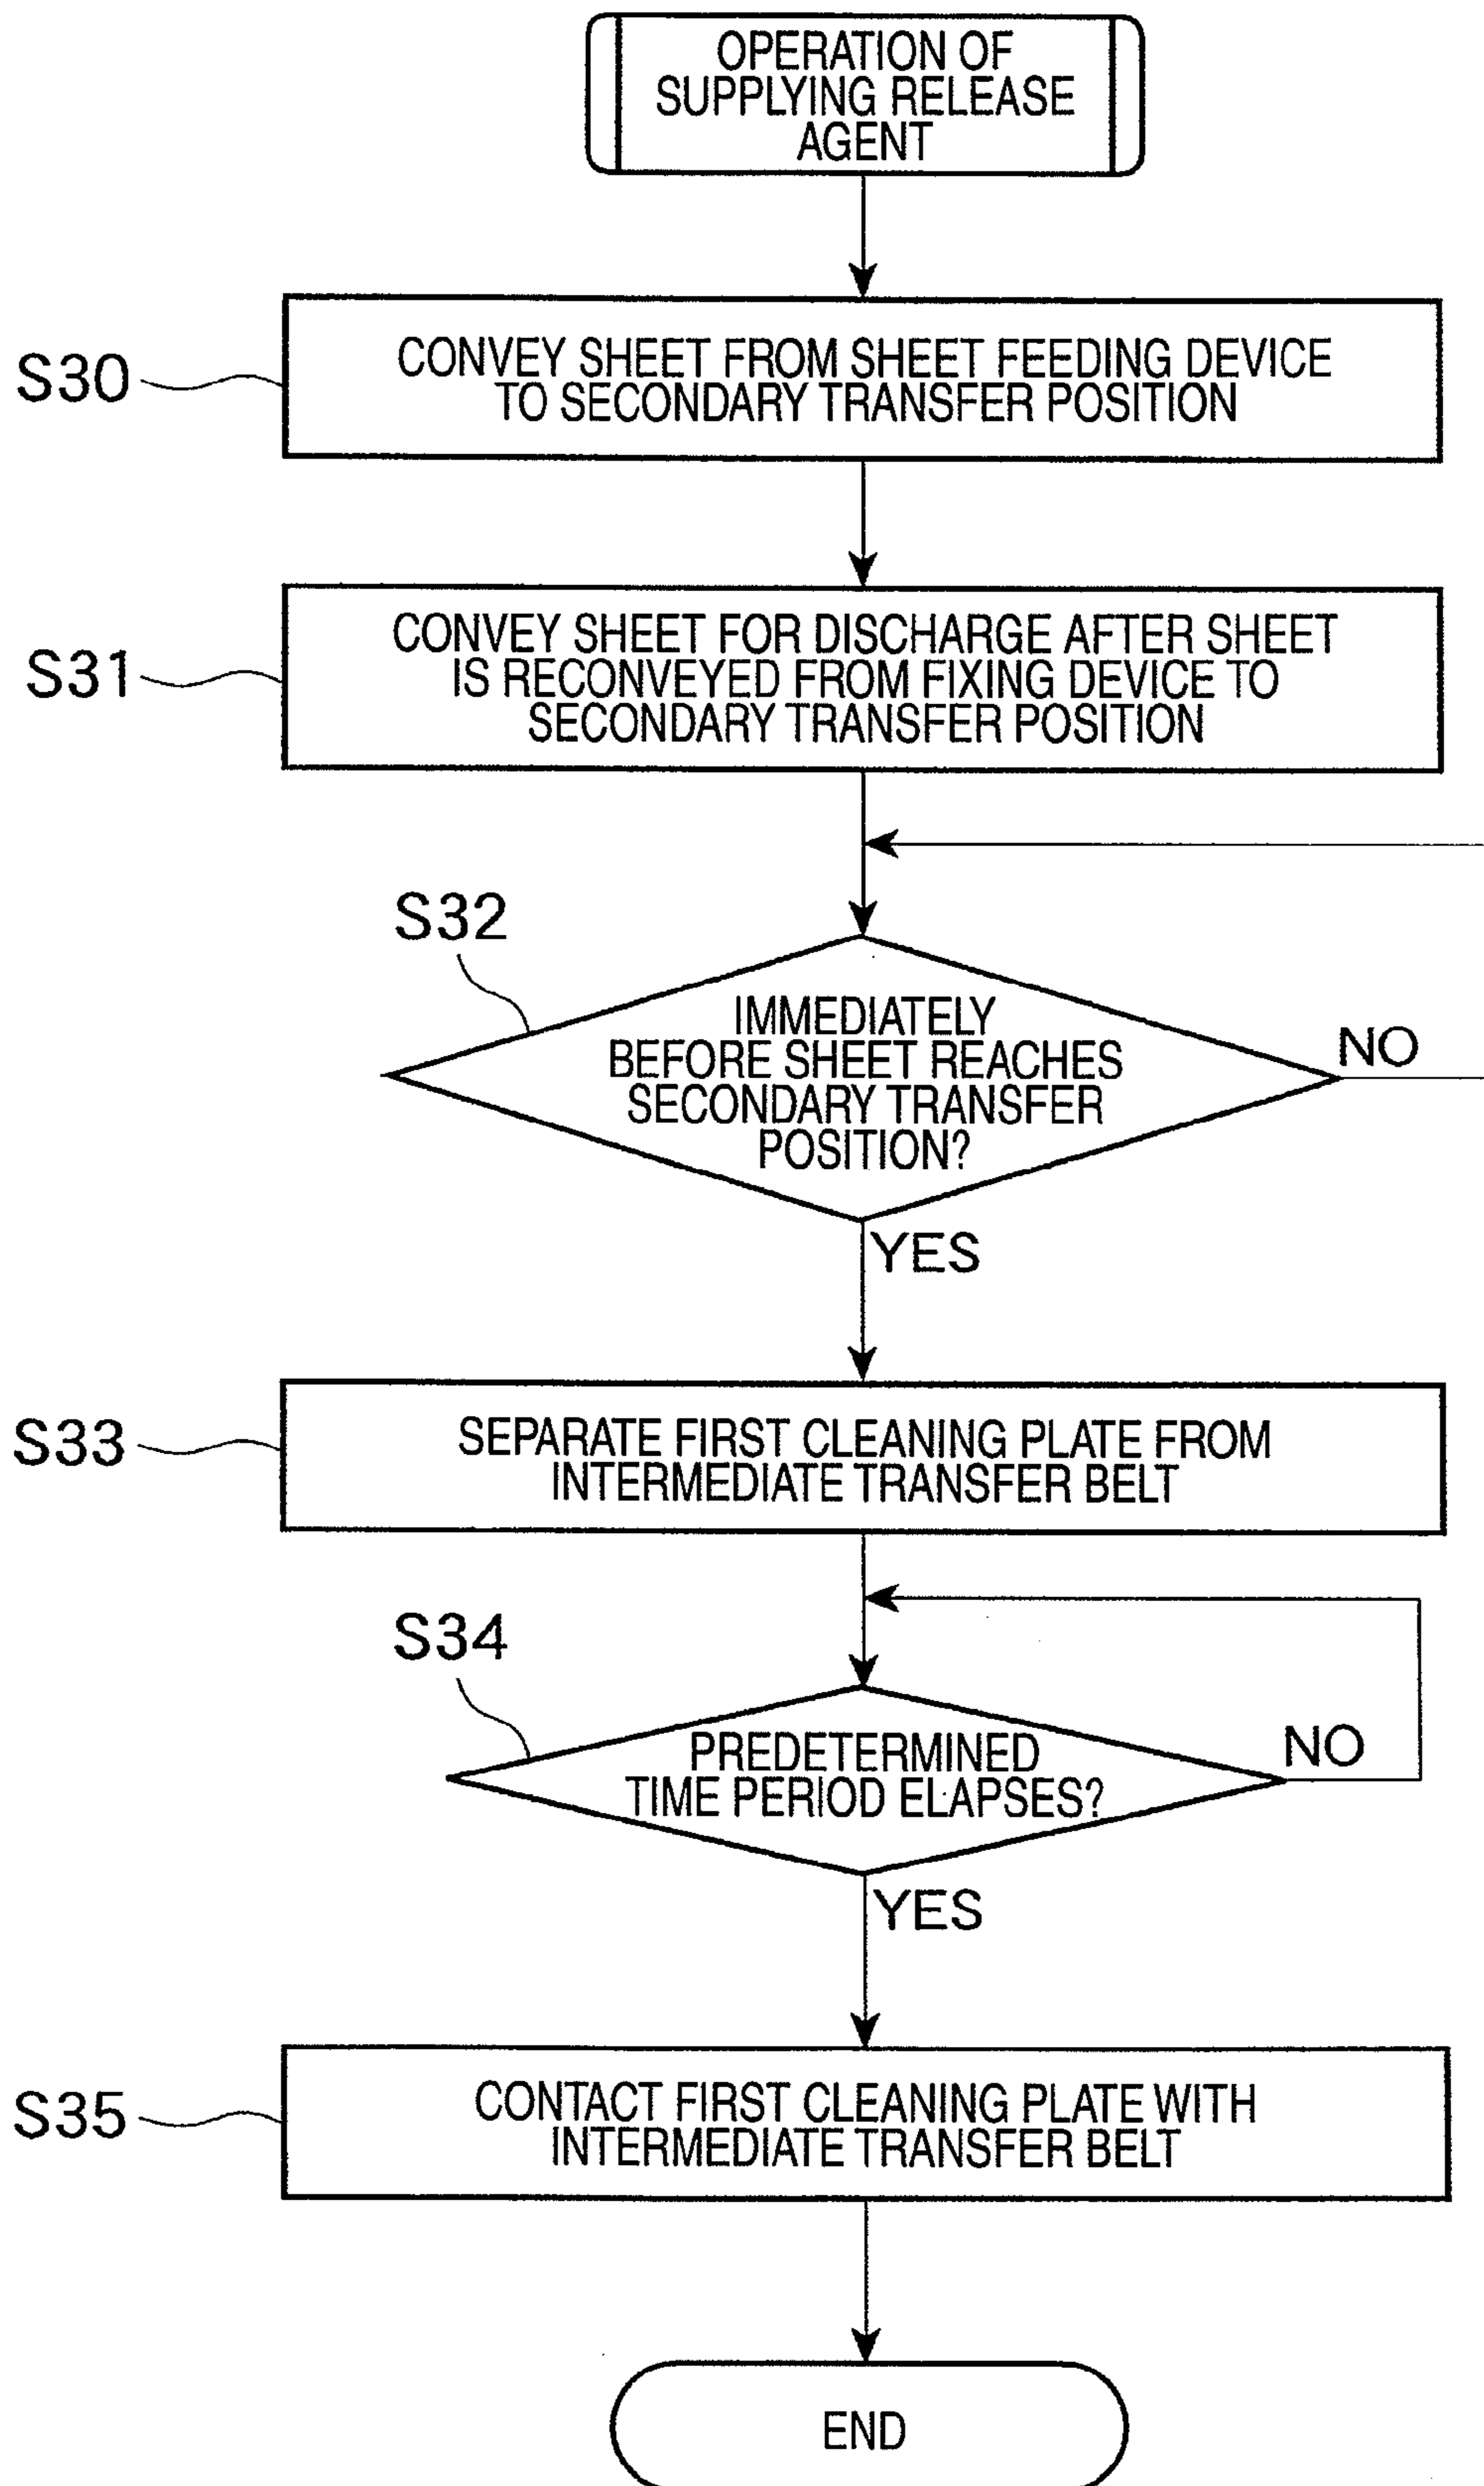 OPERATION OF
SUPPLYING RELEASE
AGENT
S30
CONVEY SHEET FROM SHEET FEEDING DEVICE
TO SECONDARY TRANSFER POSITION
S31
CONVEY SHEET FOR DISCHARGE AFTER SHEET
IS RECONVEYED FROM FIXING DEVICE TO
SECONDARY TRANSFER POSITION
S32
IMMEDIATELY
BEFORE SHEET REACHES
SECONDARY TRANSFER
POSITION?
NO
YES
S33
SEPARATE FIRST CLEANING PLATE FROM
INTERMEDIATE TRANSFER BELT
S34
PREDETERMINED
TIME PERIOD ELAPSES?
NO
YES
S35
CONTACT FIRST CLEANING PLATE WITH
INTERMEDIATE TRANSFER BELT
END